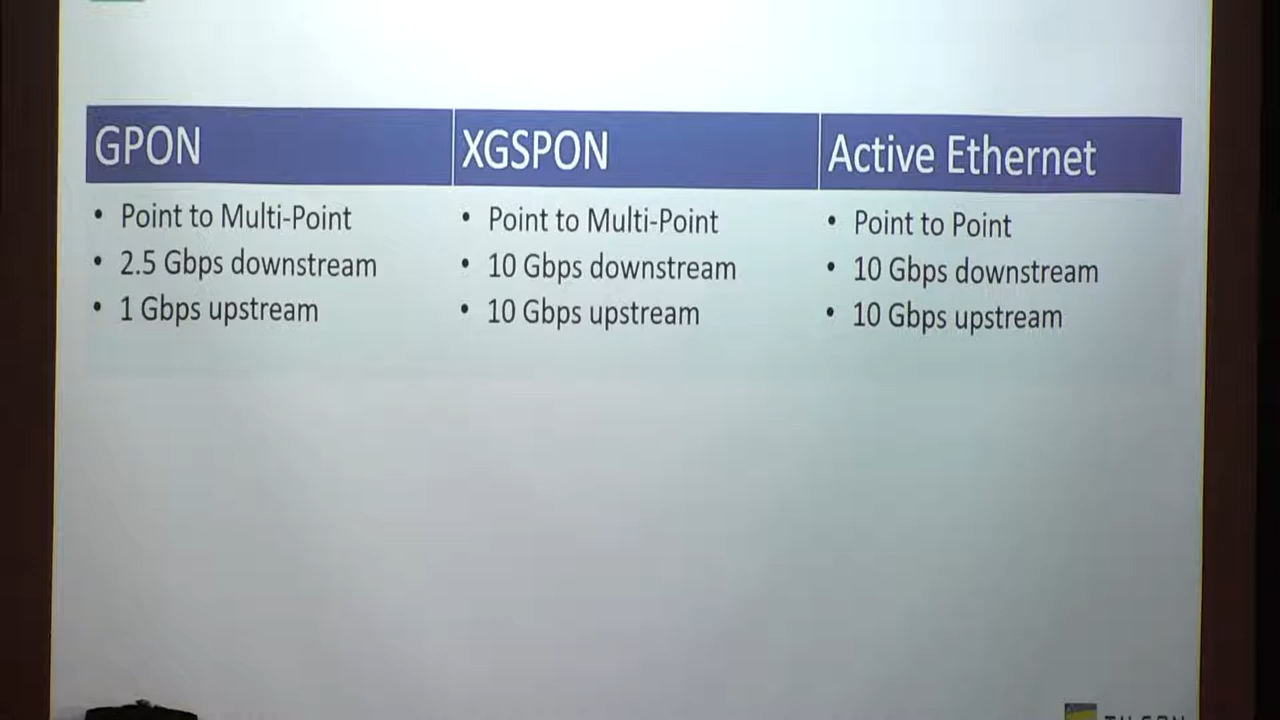 GPON
XGSPON
Active Ethernet
• Point to Multi-Point
• 2.5 Gbps downstream
• 1 Gbps upstream
• Point to Multi-Point
• 10 Gbps downstream
• 10 Gbps upstream
• Point to Point
• 10 Gbps downstream
• 10 Gbps upstream